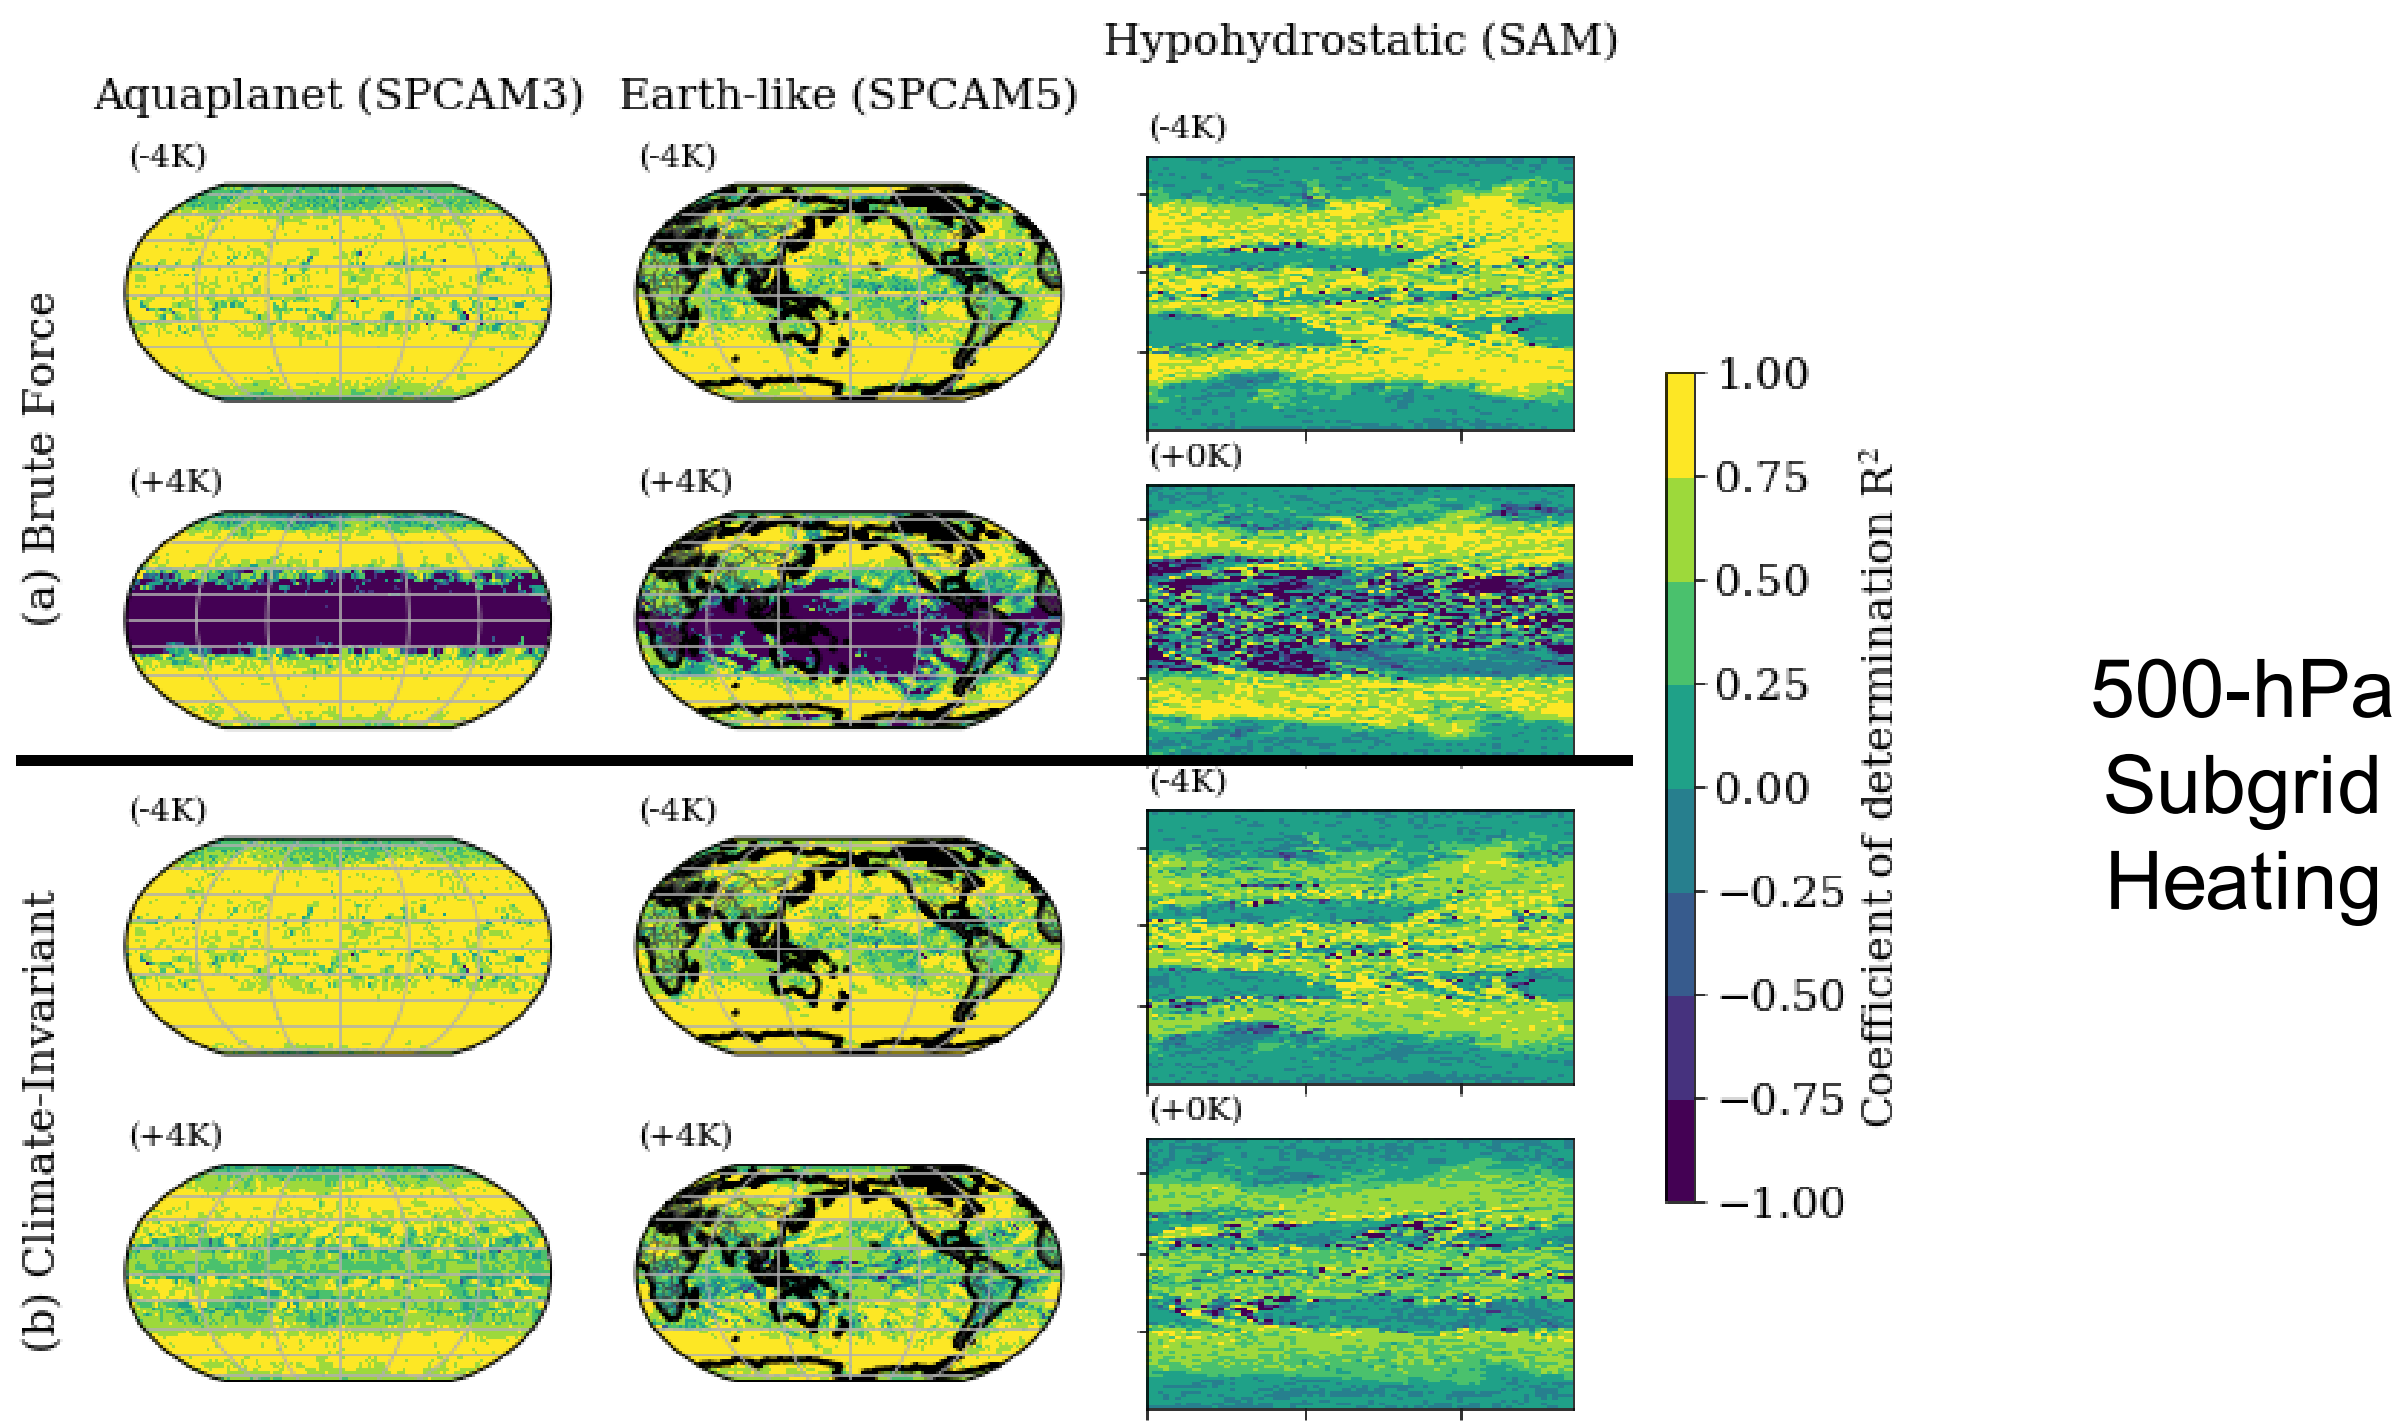 Hypohydrostatic (SAM)
Aquaplanet (SPCAM3)
Earth-like (SPCAM5)
(a) Brute Force
(-4K)
(-4K)
(-4K)
(+4K)
(+4K)
(+0K)
(b) Climate-Invariant
(-4K)
(-4K)
(-4K)
(+4K)
(+4K)
(+0K)
1.00
0.75
0.50
0.25
0.00
−0.25
−0.50
−0.75
−1.00
Coefficient of determination R²
500-hPa
Subgrid
Heating